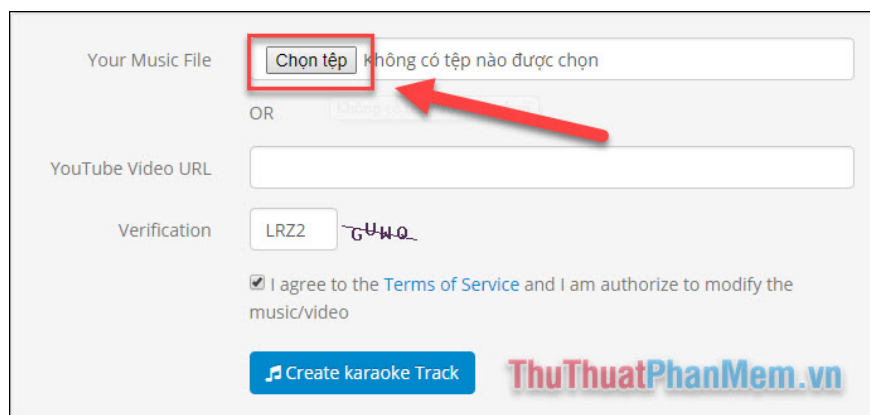 Your Music File
Chọn tệp Không có tệp nào được chọn
OR
YouTube Video URL
Verification
LRZ2 GUWQ
I agree to the Terms of Service and I am authorize to modify the
music/video
Create karaoke Track
ThuThuatPhanMem.vn